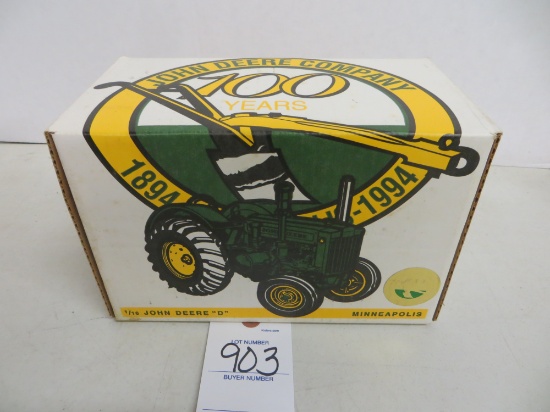 JOHN DEERE COMPANY
100
YEARS
1894
-1994
1/16 JOHN DEERE "D"
MINNEAPOLIS
LOT NUMBER
903
BUYER NUMBER